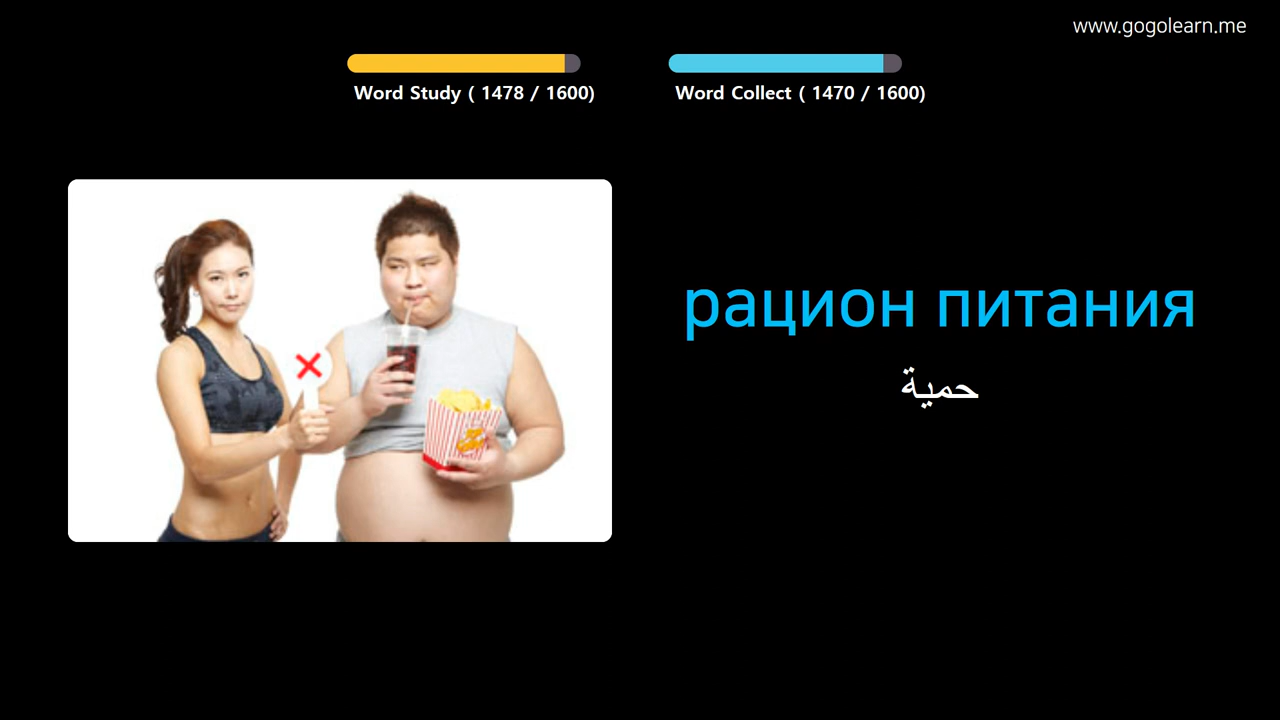 www.gogolearn.me
Word Study ( 1478 / 1600)
Word Collect ( 1470 / 1600)
рацион питания
حمية